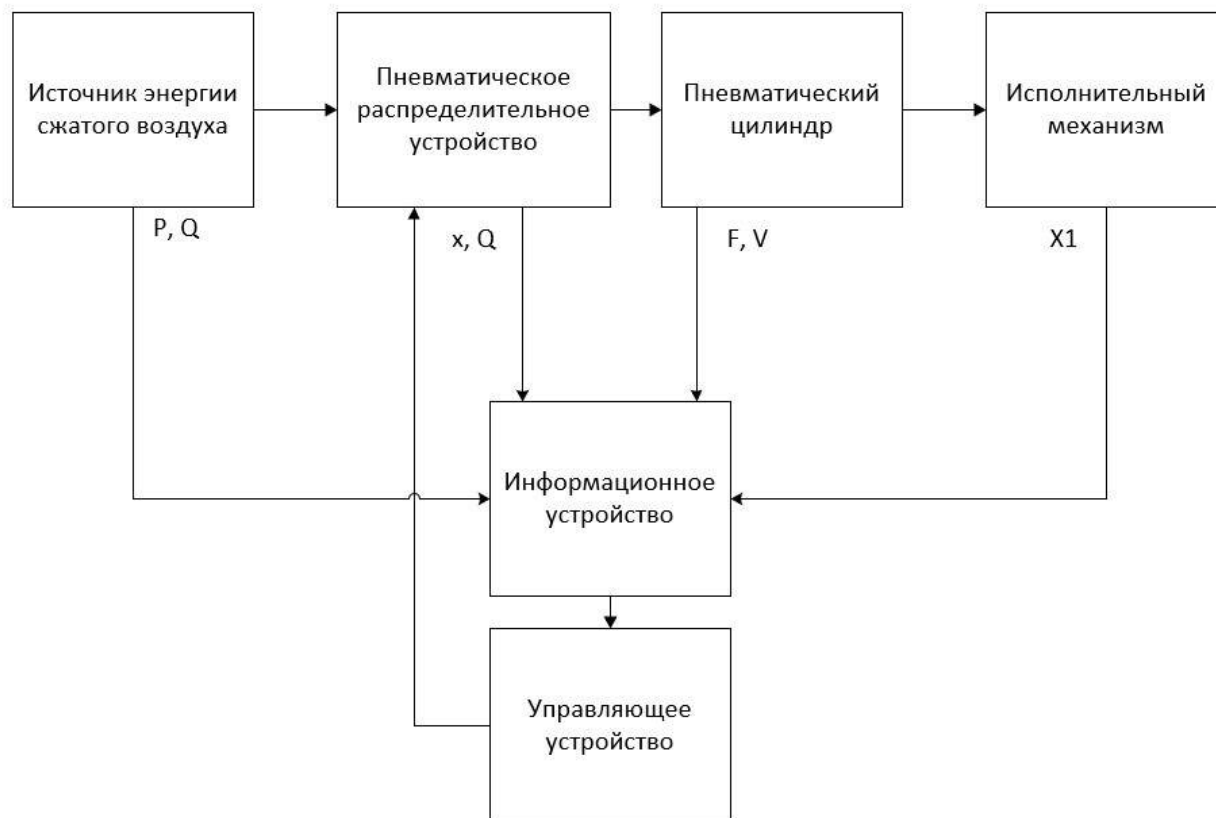 Источник энергии
сжатого воздуха
Пневматическое
распределительное
устройство
Пневматический
цилиндр
Исполнительный
механизм
P, Q
x, Q
F, V
X1
Информационное
устройство
Управляющее
устройство